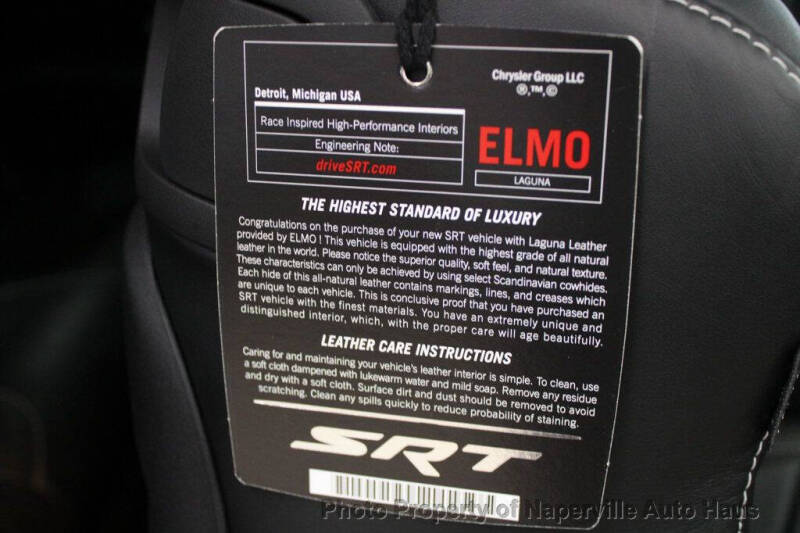 Chrysler Group LLC
®,™,©
Detroit, Michigan USA
Race Inspired High-Performance Interiors
Engineering Note:
driveSRT.com
ELMO
LAGUNA
THE HIGHEST STANDARD OF LUXURY
Congratulations on the purchase of your new SRT vehicle with Laguna Leather
provided by ELMO ! This vehicle is equipped with the highest grade of all natural
leather in the world. Please notice the superior quality, soft feel, and natural texture.
These characteristics can only be achieved by using select Scandinavian cowhides.
Each hide of this all-natural leather contains markings, lines, and creases which
are unique to each vehicle. This is conclusive proof that you have purchased an
SRT vehicle with the finest materials. You have an extremely unique and
distinguished interior, which, with the proper care will age beautifully.
LEATHER CARE INSTRUCTIONS
Caring for and maintaining your vehicle's leather interior is simple. To clean, use
a soft cloth dampened with lukewarm water and mild soap. Remove any residue
and dry with a soft cloth. Surface dirt and dust should be removed to avoid
scratching. Clean any spills quickly to reduce probability of staining.
SRT
Photo Property of Naperville Auto Haus